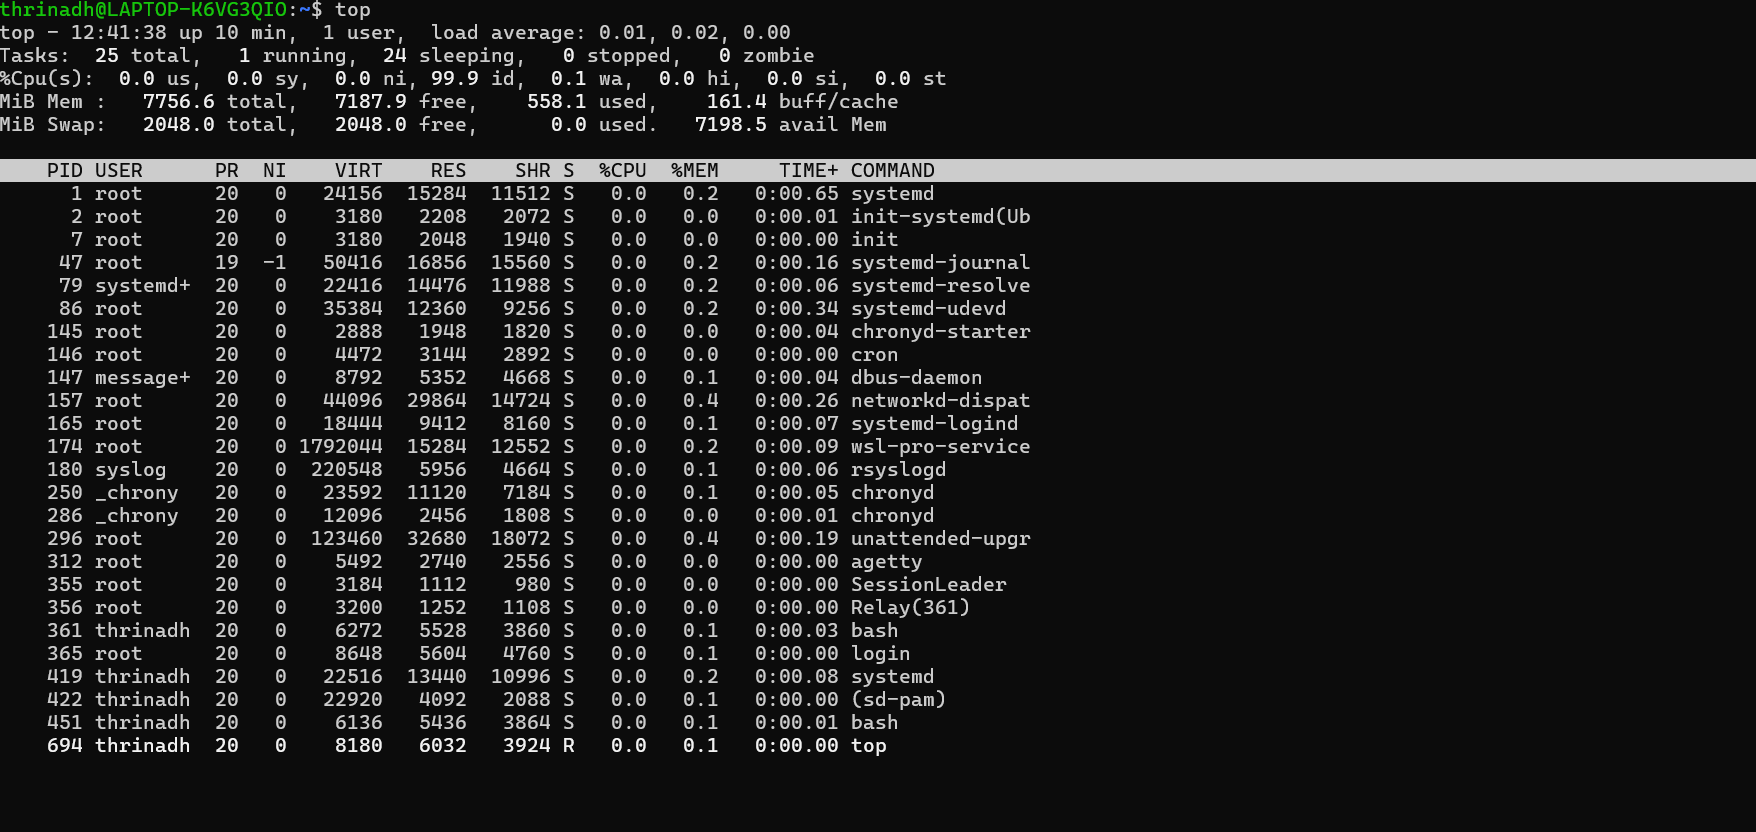 thrinadh@LAPTOP-K6VG3QIO:~$ top
top - 12:41:38 up 10 min,  1 user,  load average: 0.01, 0.02, 0.00
Tasks:  25 total,   1 running,  24 sleeping,   0 stopped,   0 zombie
%Cpu(s):  0.0 us,  0.0 sy,  0.0 ni, 99.9 id,  0.1 wa,  0.0 hi,  0.0 si,  0.0 st
MiB Mem :   7756.6 total,   7187.9 free,    558.1 used,    161.4 buff/cache
MiB Swap:   2048.0 total,   2048.0 free,      0.0 used.   7198.5 avail Mem
    PID USER      PR  NI    VIRT    RES    SHR S  %CPU  %MEM     TIME+ COMMAND
      1 root      20   0   24156  15284  11512 S   0.0   0.2   0:00.65 systemd
      2 root      20   0    3180   2208   2072 S   0.0   0.0   0:00.01 init-systemd(Ub
      7 root      20   0    3180   2048   1940 S   0.0   0.0   0:00.00 init
     47 root      19  -1   50416  16856  15560 S   0.0   0.2   0:00.16 systemd-journal
     79 systemd+  20   0   22416  14476  11988 S   0.0   0.2   0:00.06 systemd-resolve
     86 root      20   0   35384  12360   9256 S   0.0   0.2   0:00.34 systemd-udevd
    145 root      20   0    2888   1948   1820 S   0.0   0.0   0:00.04 chronyd-starter
    146 root      20   0    4472   3144   2892 S   0.0   0.0   0:00.00 cron
    147 message+  20   0    8792   5352   4668 S   0.0   0.1   0:00.04 dbus-daemon
    157 root      20   0   44096  29864  14724 S   0.0   0.4   0:00.26 networkd-dispat
    165 root      20   0   18444   9412   8160 S   0.0   0.1   0:00.07 systemd-logind
    174 root      20   0 1792044  15284  12552 S   0.0   0.2   0:00.09 wsl-pro-service
    180 syslog    20   0  220548   5956   4664 S   0.0   0.1   0:00.06 rsyslogd
    250 _chrony   20   0   23592  11120   7184 S   0.0   0.1   0:00.05 chronyd
    286 _chrony   20   0   12096   2456   1808 S   0.0   0.0   0:00.01 chronyd
    296 root      20   0  123460  32680  18072 S   0.0   0.4   0:00.19 unattended-upgr
    312 root      20   0    5492   2740   2556 S   0.0   0.0   0:00.00 agetty
    355 root      20   0    3184   1112    980 S   0.0   0.0   0:00.00 SessionLeader
    356 root      20   0    3200   1252   1108 S   0.0   0.0   0:00.00 Relay(361)
    361 thrinadh  20   0    6272   5528   3860 S   0.0   0.1   0:00.03 bash
    365 root      20   0    8648   5604   4760 S   0.0   0.1   0:00.00 login
    419 thrinadh  20   0   22516  13440  10996 S   0.0   0.2   0:00.08 systemd
    422 thrinadh  20   0   22920   4092   2088 S   0.0   0.1   0:00.00 (sd-pam)
    451 thrinadh  20   0    6136   5436   3864 S   0.0   0.1   0:00.01 bash
    694 thrinadh  20   0    8180   6032   3924 R   0.0   0.1   0:00.00 top